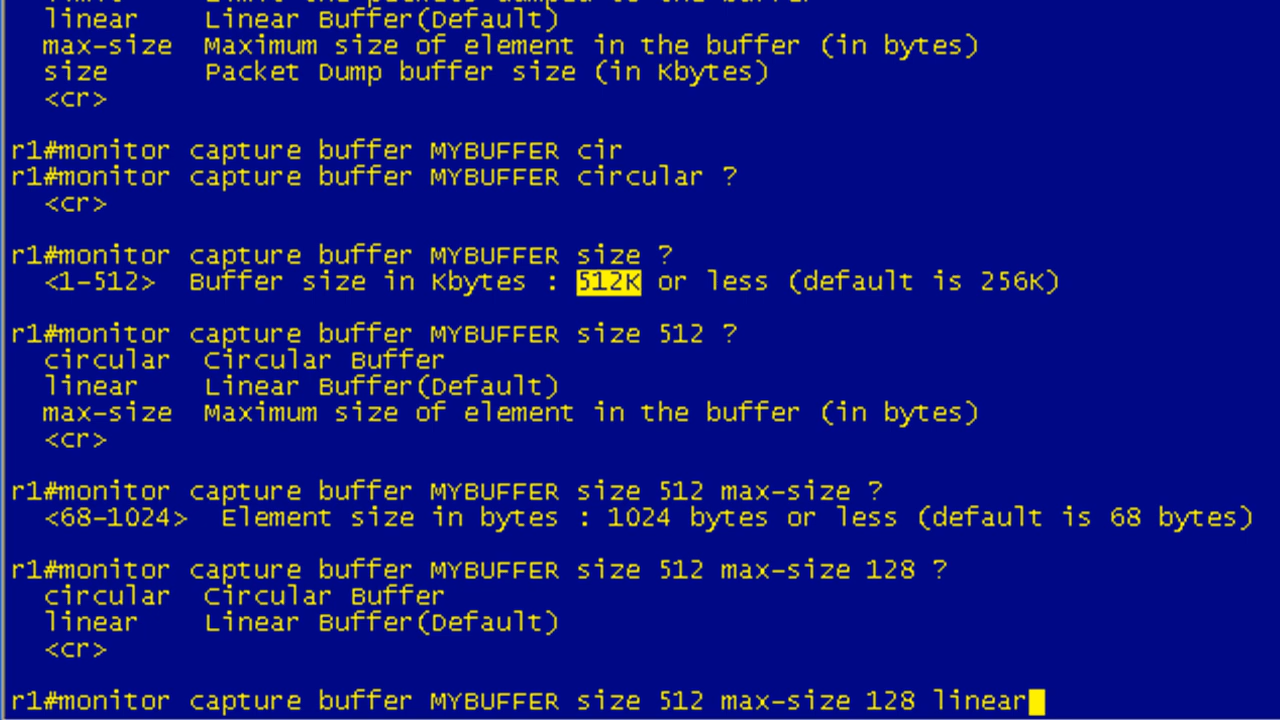 linear    Linear Buffer(Default)
max-size  Maximum size of element in the buffer (in bytes)
size      Packet Dump buffer size (in Kbytes)
<cr>
r1#monitor capture buffer MYBUFFER cir
r1#monitor capture buffer MYBUFFER circular ?
<cr>
r1#monitor capture buffer MYBUFFER size ?
<1-512>  Buffer size in Kbytes : 512K or less (default is 256K)
r1#monitor capture buffer MYBUFFER size 512 ?
circular  Circular Buffer
linear    Linear Buffer(Default)
max-size  Maximum size of element in the buffer (in bytes)
<cr>
r1#monitor capture buffer MYBUFFER size 512 max-size ?
<68-1024>  Element size in bytes : 1024 bytes or less (default is 68 bytes)
r1#monitor capture buffer MYBUFFER size 512 max-size 128 ?
circular  Circular Buffer
linear    Linear Buffer(Default)
<cr>
r1#monitor capture buffer MYBUFFER size 512 max-size 128 linear